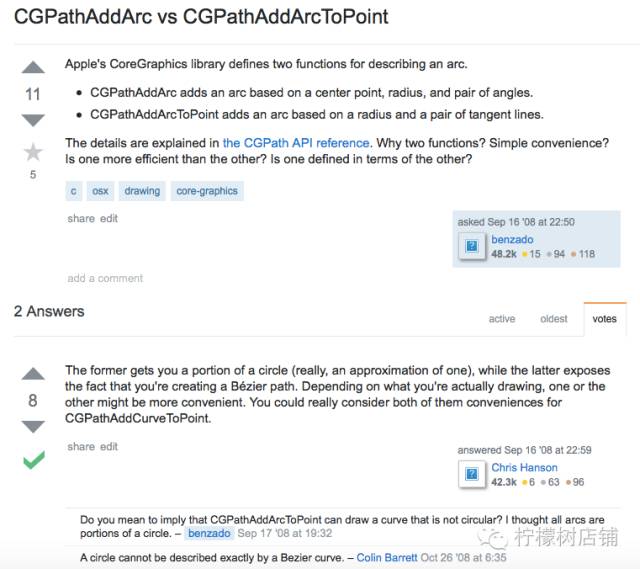 CGPathAddArc vs CGPathAddArcToPoint
Apple's CoreGraphics library defines two functions for describing an arc.
11
• CGPathAddArc adds an arc based on a center point, radius, and pair of angles.
• CGPathAddArcToPoint adds an arc based on a radius and a pair of tangent lines.
The details are explained in the CGPath API reference. Why two functions? Simple convenience?
Is one more efficient than the other? Is one defined in terms of the other?
5
c osx drawing core-graphics
share edit
asked Sep 16 '08 at 22:50
benzado
48.2k 15 94 118
add a comment
2 Answers
active oldest votes
The former gets you a portion of a circle (really, an approximation of one), while the latter exposes
the fact that you're creating a Bézier path. Depending on what you're actually drawing, one or the
8
other might be more convenient. You could really consider both of them conveniences for
CGPathAddCurveToPoint.
share edit
answered Sep 16 '08 at 22:59
Chris Hanson
42.3k 6 63 96
Do you mean to imply that CGPathAddArcToPoint can draw a curve that is not circular? I thought all arcs are
portions of a circle. – benzado Sep 17 '08 at 19:32
A circle cannot be described exactly by a Bezier curve. – Colin Barrett Oct 26 '08 at 6:35
柠檬树店铺